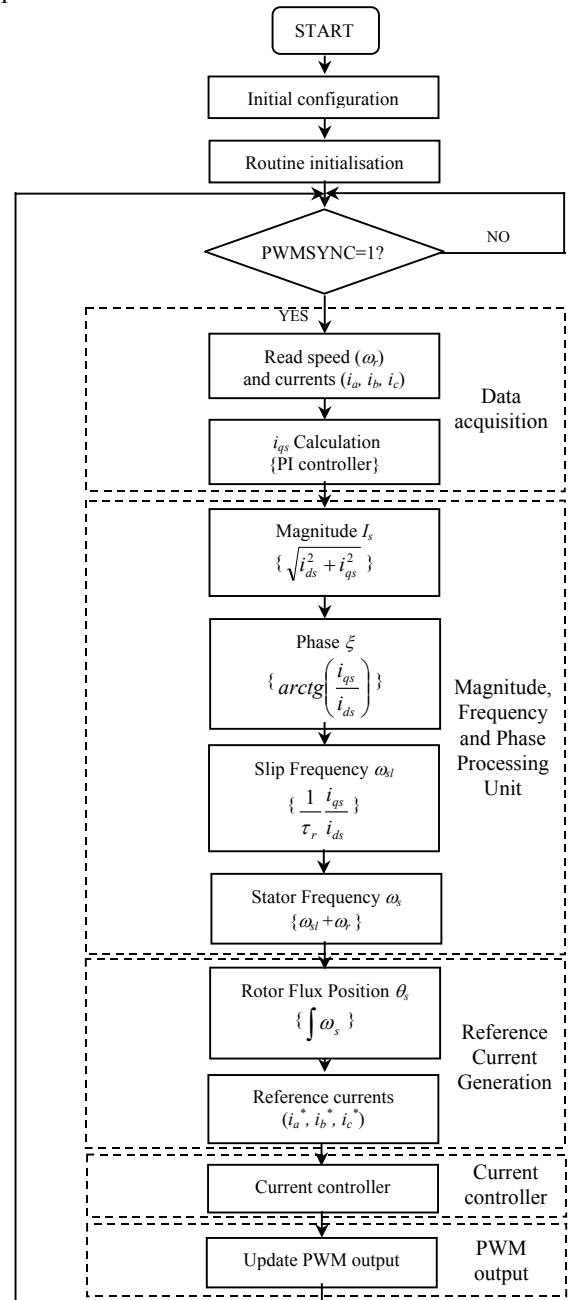 START
Initial configuration
Routine initialisation
PWMSYNC=1?
NO
YES
Read speed (ωr)
and currents (ia, ib, ic)
Data
acquisition
iqs Calculation
{PI controller}
Magnitude Is
{ √(i²ds + i²qs) }
Phase ξ
{ arctg(iqs/ids) }
Magnitude,
Frequency
and Phase
Processing
Unit
Slip Frequency ωsl
{ 1/τr iqs/ids }
Stator Frequency ωs
{ωsl+ωr}
Rotor Flux Position θs
{ ∫ωs }
Reference
Current
Generation
Reference currents
(ia*, ib*, ic*)
Current controller
Current
controller
Update PWM output
PWM
output